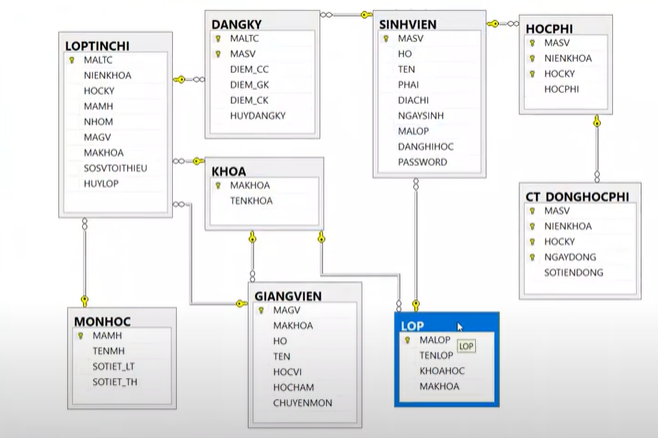 LOPTINCHI
MALTC
NIENKHOA
HOCKY
MAMH
NHOM
MAGV
MAKHOA
SOSVTOITHIEU
HUYLOP
DANGKY
MALTC
MASV
DIEM_CC
DIEM_GK
DIEM_CK
HUYDANGKY
SINHVIEN
MASV
HO
TEN
PHAI
DIACHI
NGAYSINH
MALOP
DANGHIHOC
PASSWORD
HOCPHI
MASV
NIENKHOA
HOCKY
HOCPHI
KHOA
MAKHOA
TENKHOA
CT_DONGHOCPHI
MASV
NIENKHOA
HOCKY
NGAYDONG
SOTIENDONG
MONHOC
MAMH
TENMH
SOTIET_LT
SOTIET_TH
GIANGVIEN
MAGV
MAKHOA
HO
TEN
HOCVI
HOCHAM
CHUYENMON
LOP
MALOP
LOP
TENLOP
KHOAHOC
MAKHOA